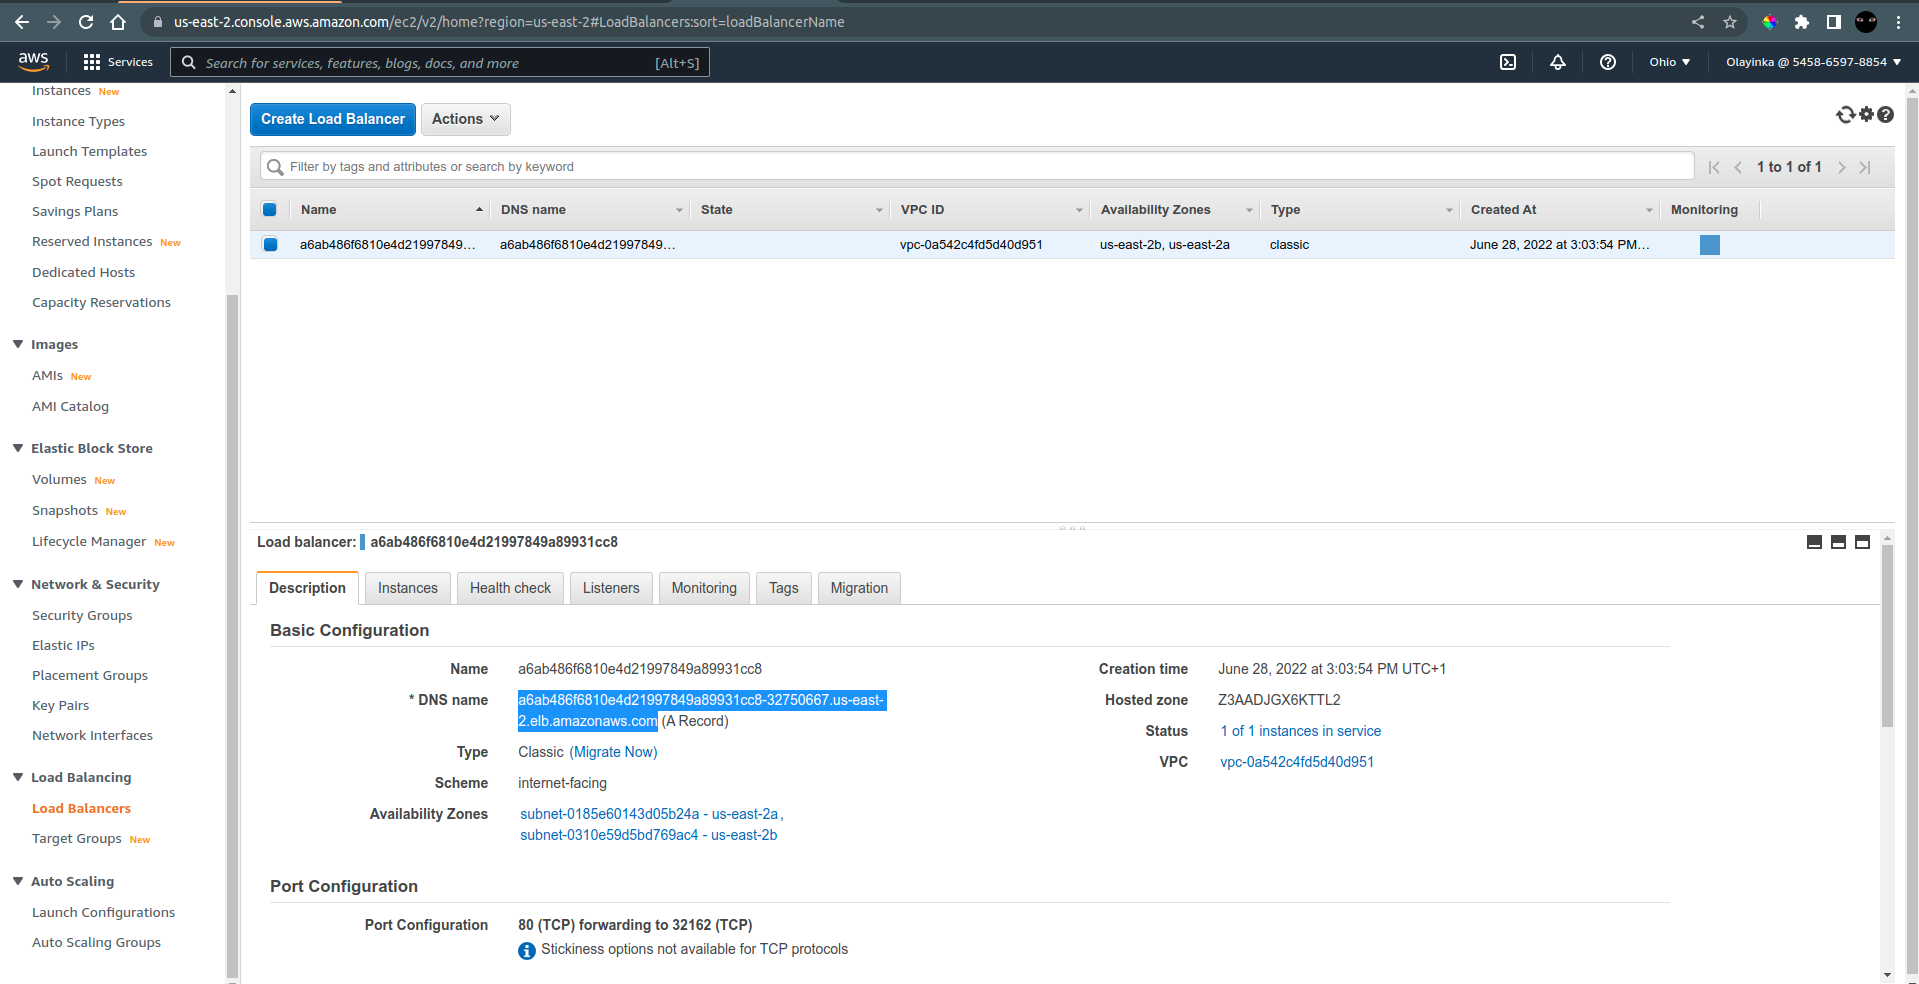 us-east-2.console.aws.amazon.com/ec2/v2/home?region=us-east-2#LoadBalancers:sort=loadBalancerName
aws Services Search for services, features, blogs, docs, and more [Alt+S] Ohio Olayinka @ 5458-6597-8854
Instances New
Instance Types
Launch Templates
Spot Requests
Savings Plans
Reserved Instances New
Dedicated Hosts
Capacity Reservations
Images
AMIs New
AMI Catalog
Elastic Block Store
Volumes New
Snapshots New
Lifecycle Manager New
Network & Security
Security Groups
Elastic IPs
Placement Groups
Key Pairs
Network Interfaces
Load Balancing
Load Balancers
Target Groups New
Auto Scaling
Launch Configurations
Auto Scaling Groups
Create Load Balancer Actions
Filter by tags and attributes or search by keyword 1 to 1 of 1
Name DNS name State VPC ID Availability Zones Type Created At Monitoring
a6ab486f6810e4d21997849... a6ab486f6810e4d21997849... vpc-0a542c4fd5d40d951 us-east-2b, us-east-2a classic June 28, 2022 at 3:03:54 PM...
Load balancer: a6ab486f6810e4d21997849a89931cc8
Description Instances Health check Listeners Monitoring Tags Migration
Basic Configuration
Name a6ab486f6810e4d21997849a89931cc8
* DNS name a6ab486f6810e4d21997849a89931cc8-32750667.us-east-
2.elb.amazonaws.com (A Record)
Type Classic (Migrate Now)
Scheme internet-facing
Availability Zones subnet-0185e60143d05b24a - us-east-2a,
subnet-0310e59d5bd769ac4 - us-east-2b
Creation time June 28, 2022 at 3:03:54 PM UTC+1
Hosted zone Z3AADJGX6KTTL2
Status 1 of 1 instances in service
VPC vpc-0a542c4fd5d40d951
Port Configuration
Port Configuration 80 (TCP) forwarding to 32162 (TCP)
Stickiness options not available for TCP protocols